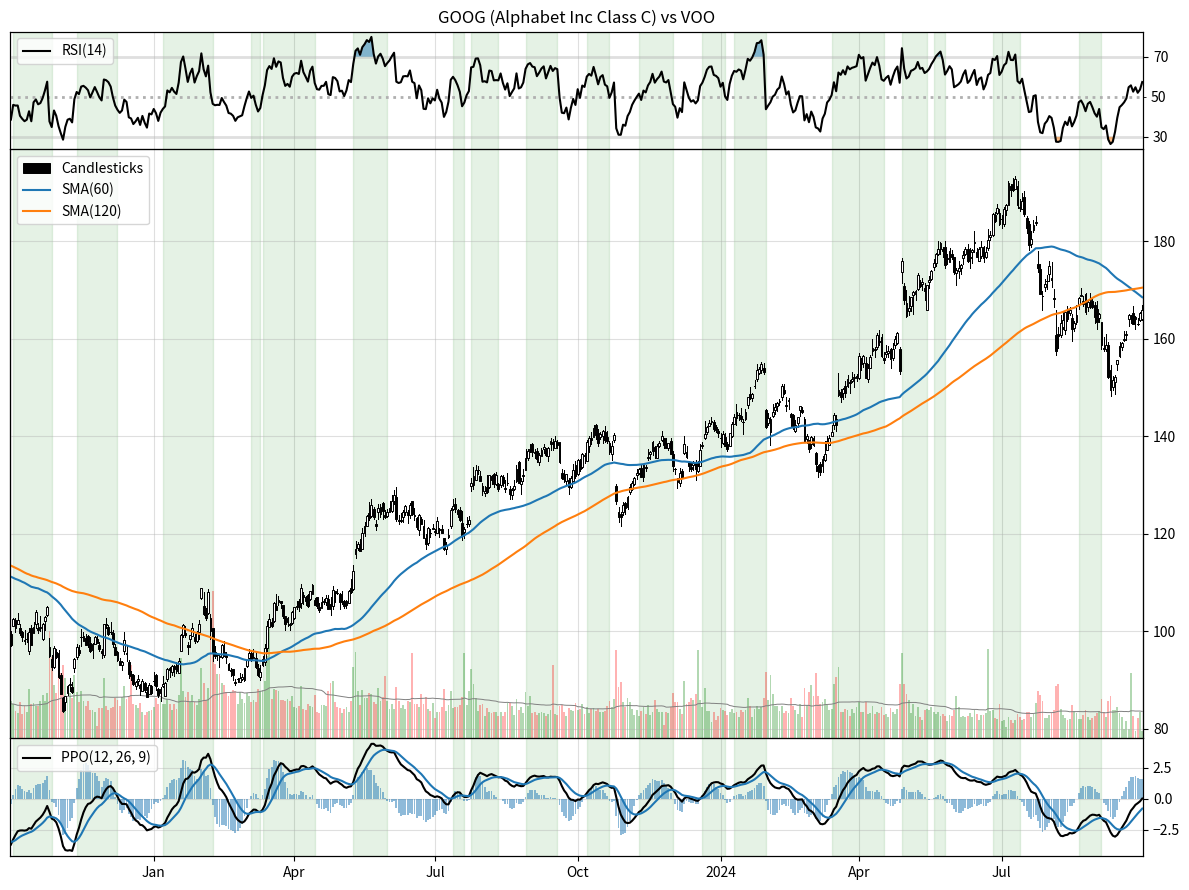 GOOG (Alphabet Inc Class C) vs VOO
RSI(14)
70
50
30
Candlesticks
SMA(60)
SMA(120)
180
160
140
120
100
80
PPO(12, 26, 9)
2.5
0.0
−2.5
Jan Apr Jul Oct 2024 Apr Jul